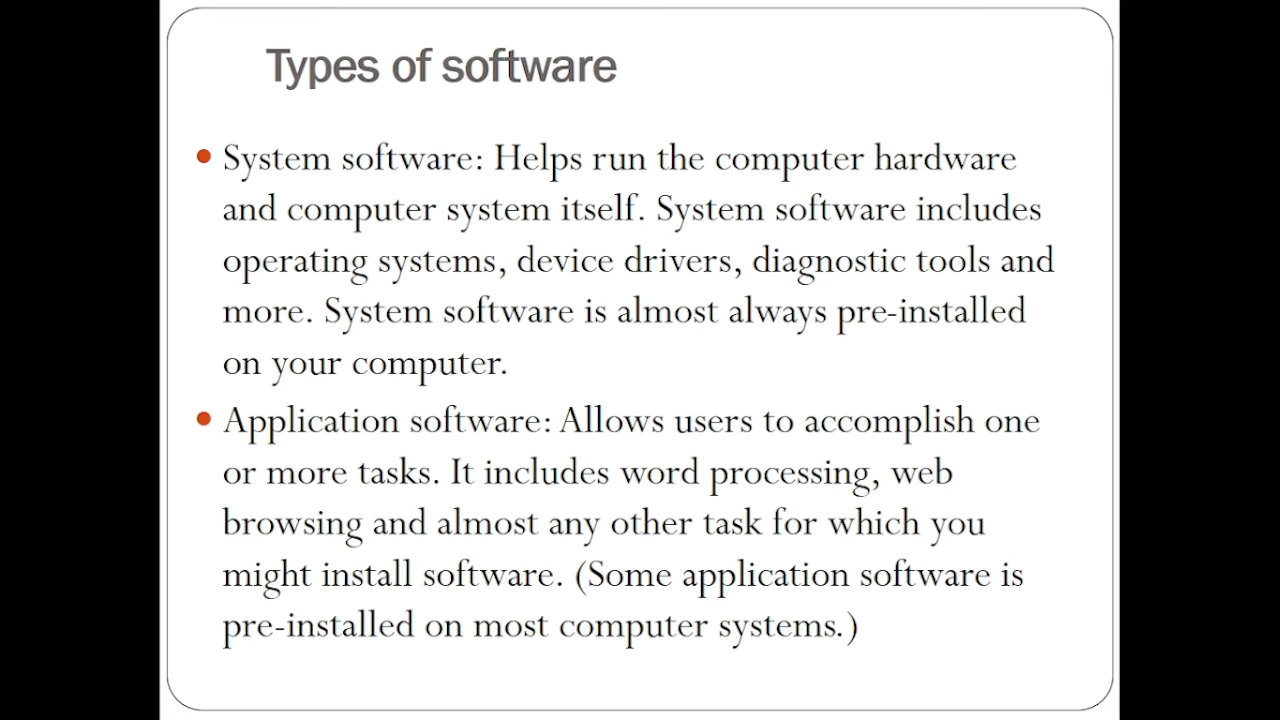 Types of software
• System software: Helps run the computer hardware
and computer system itself. System software includes
operating systems, device drivers, diagnostic tools and
more. System software is almost always pre-installed
on your computer.
• Application software: Allows users to accomplish one
or more tasks. It includes word processing, web
browsing and almost any other task for which you
might install software. (Some application software is
pre-installed on most computer systems.)